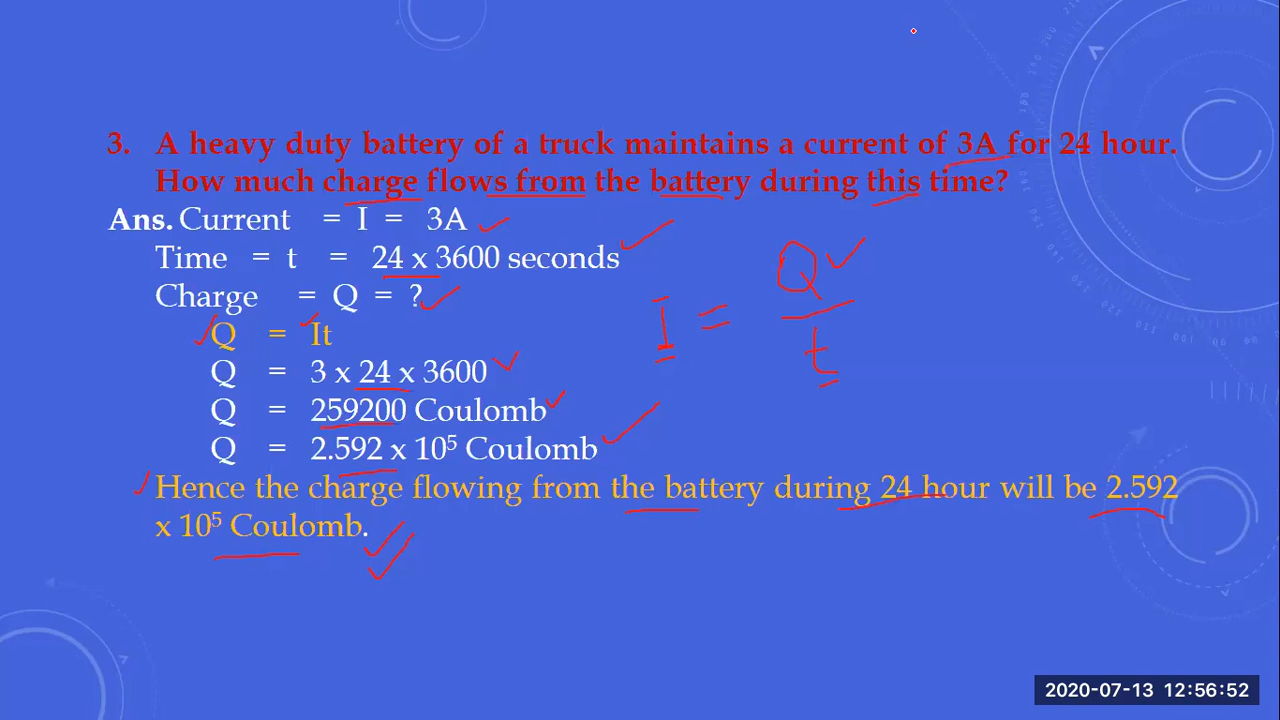 3. A heavy duty battery of a truck maintains a current of 3A for 24 hour.
How much charge flows from the battery during this time?
Ans. Current = I = 3A
Time = t = 24 x 3600 seconds
Charge = Q = ?
Q = It
Q = 3 x 24 x 3600
Q = 259200 Coulomb
Q = 2.592 x 10⁵ Coulomb
Hence the charge flowing from the battery during 24 hour will be 2.592
x 10⁵ Coulomb.
I = Q
t
2020-07-13 12:56:52